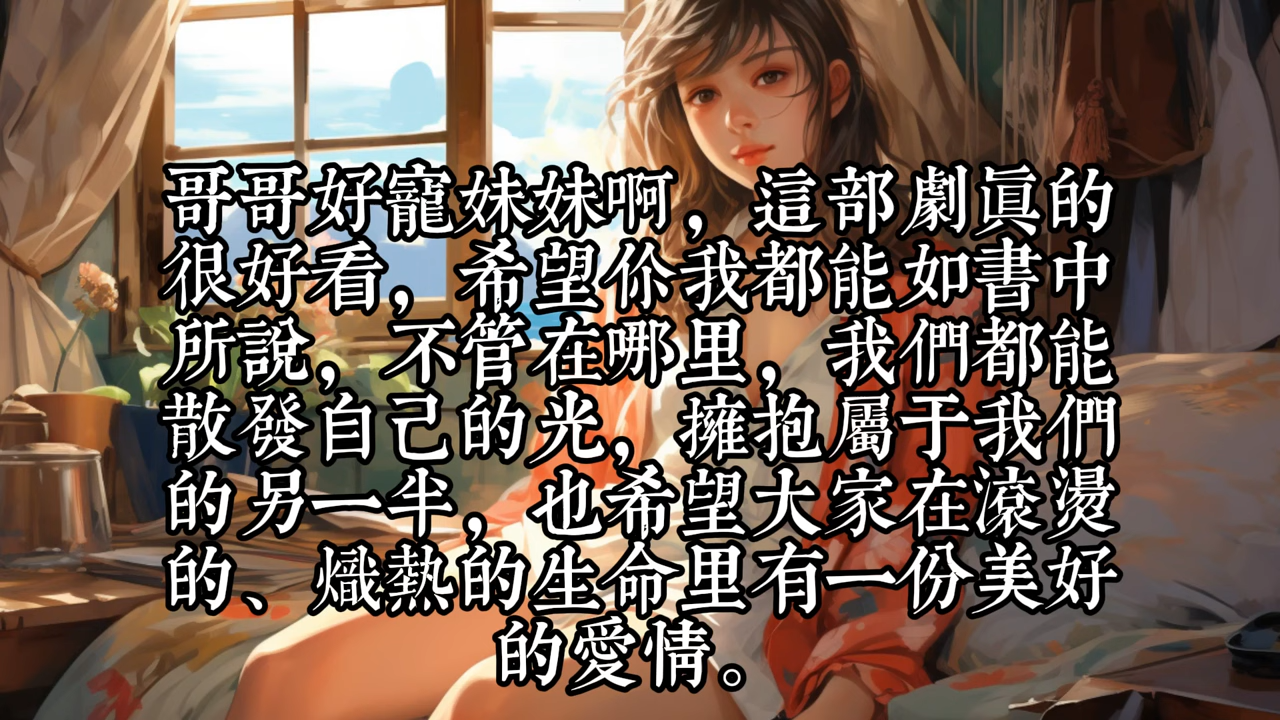 哥哥好寵妹妹啊，這部劇眞的
很好看，希望你我都能如書中
所說，不管在哪里，我們都能
散發自己的光，擁抱屬于我們
的另一半，也希望大家在滾燙
的、熾熱的生命里有一份美好
的愛情。